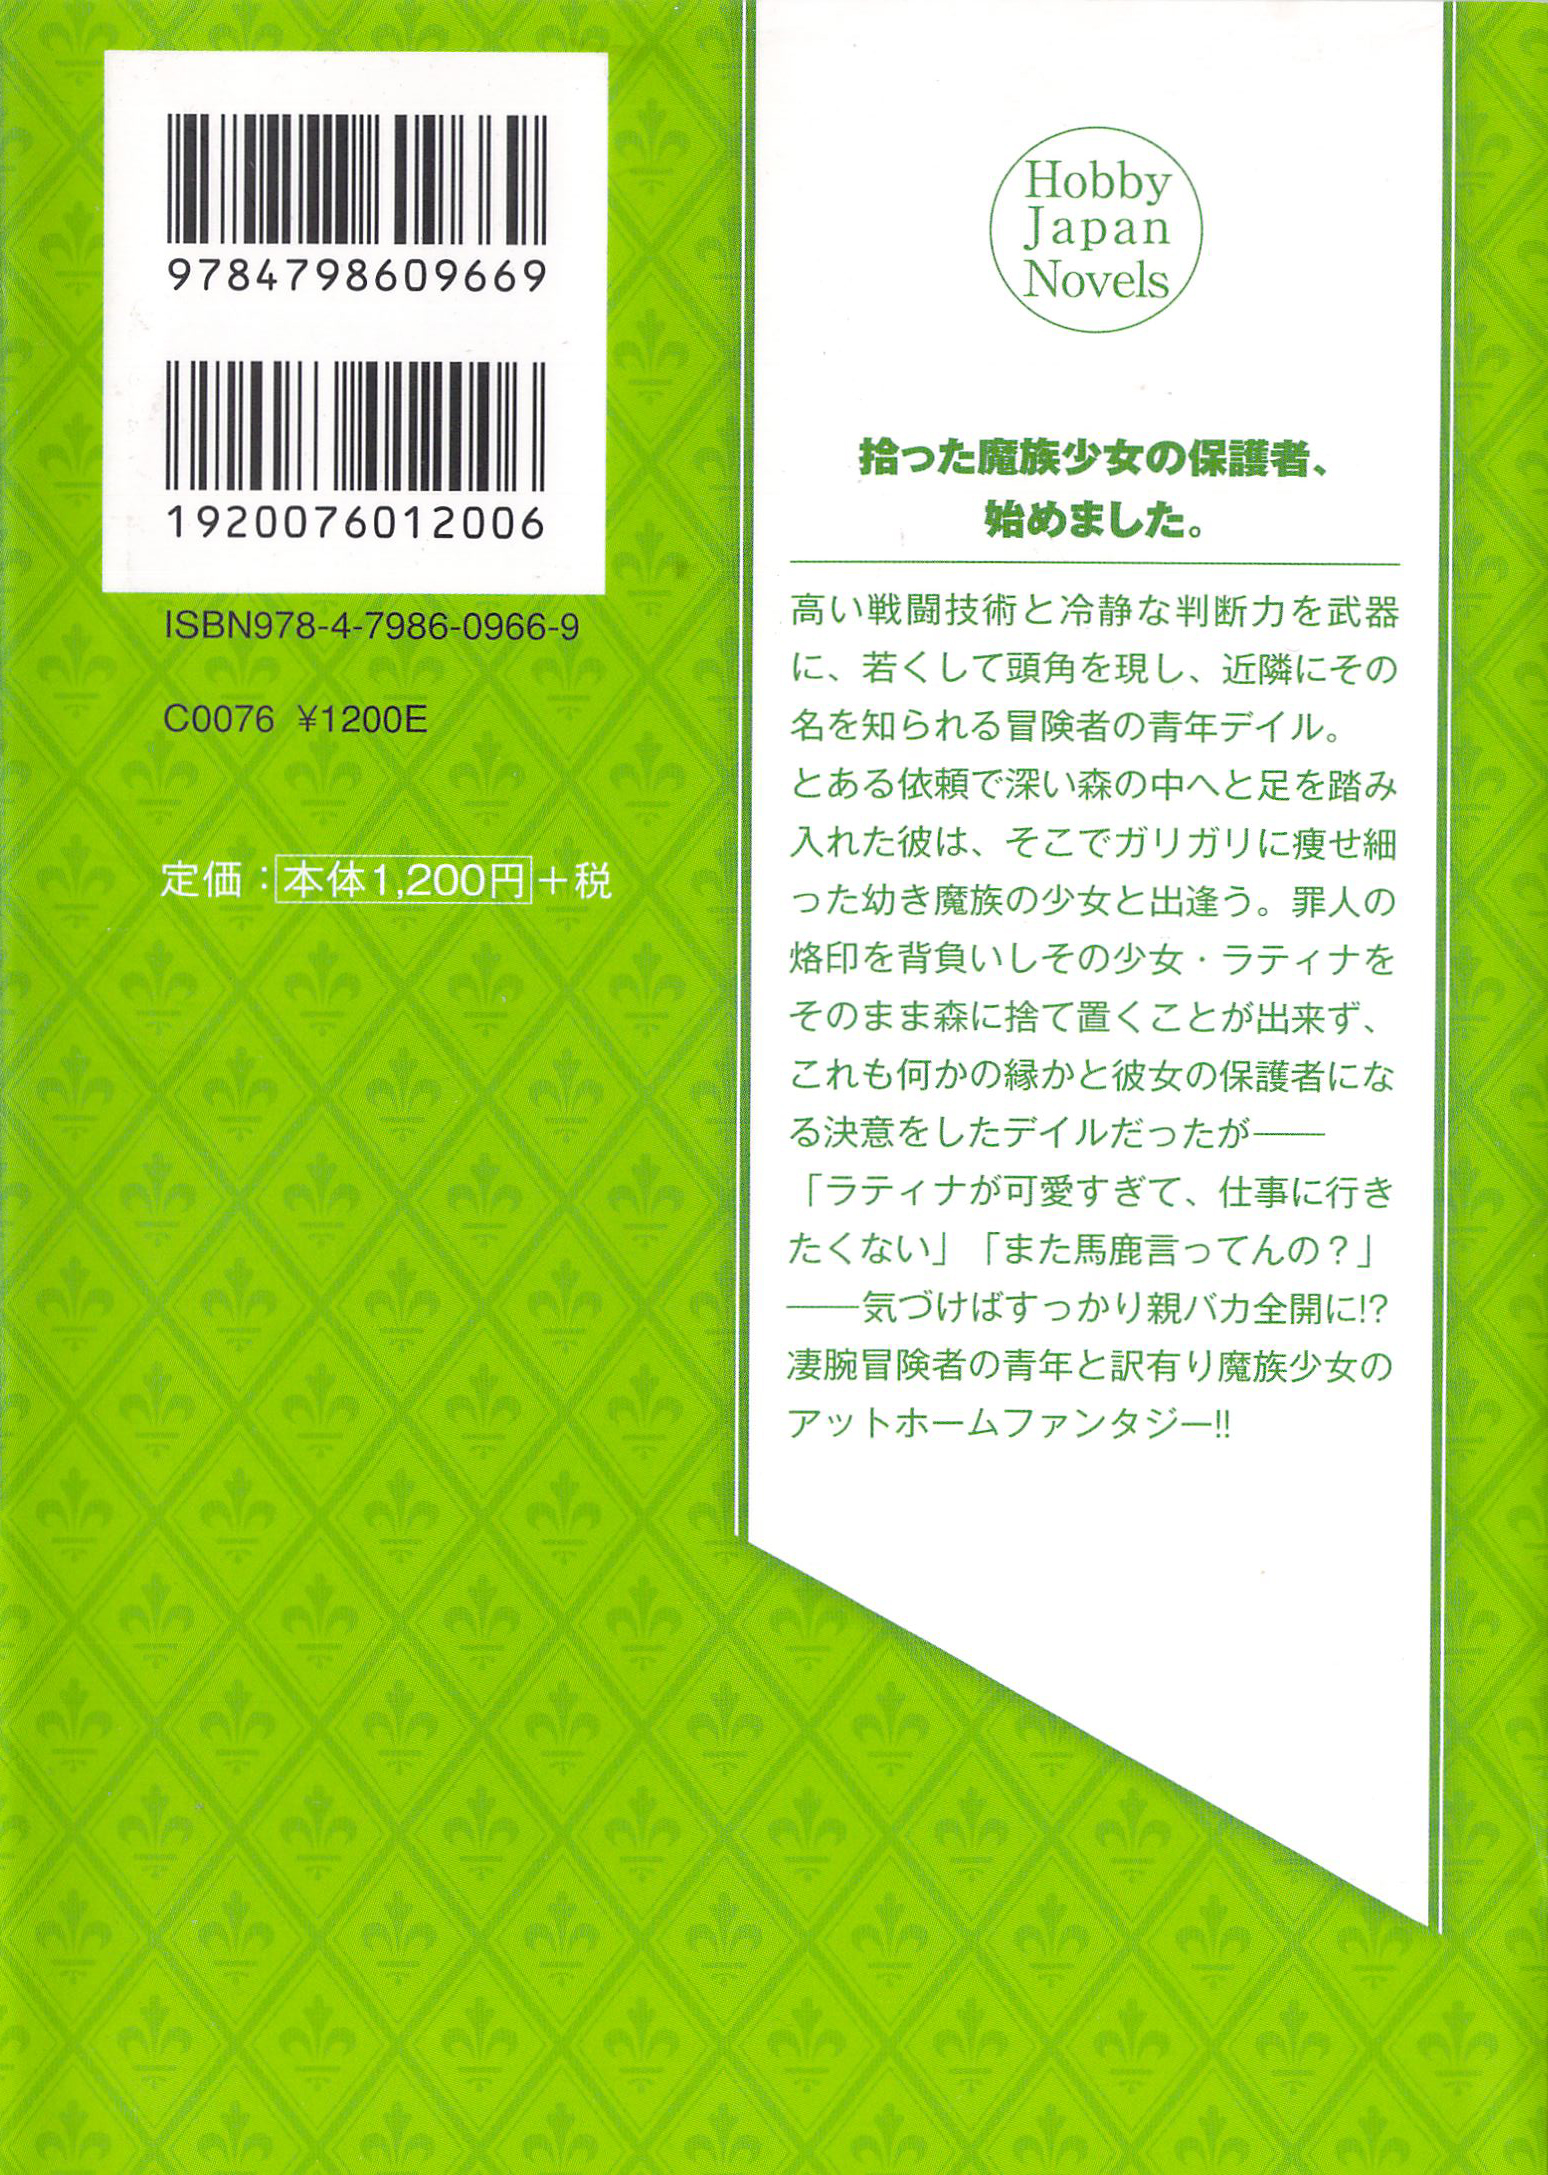 9784798609669
1920076012006
ISBN978-4-7986-0966-9
C0076 ¥1200E
定価：本体1,200円＋税
Hobby
Japan
Novels
拾った魔族少女の保護者、
始めました。
高い戦闘技術と冷静な判断力を武器
に、若くして頭角を現し、近隣にその
名を知られる冒険者の青年デイル。
とある依頼で深い森の中へと足を踏み
入れた彼は、そこでガリガリに痩せ細
った幼き魔族の少女と出逢う。罪人の
烙印を背負いしその少女・ラティナを
そのまま森に捨て置くことが出来ず、
これも何かの縁かと彼女の保護者にな
る決意をしたデイルだったが――
「ラティナが可愛すぎて、仕事に行き
たくない」「また馬鹿言ってんの？」
――気づけばすっかり親バカ全開に!?
凄腕冒険者の青年と訳有り魔族少女の
アットホームファンタジー!!